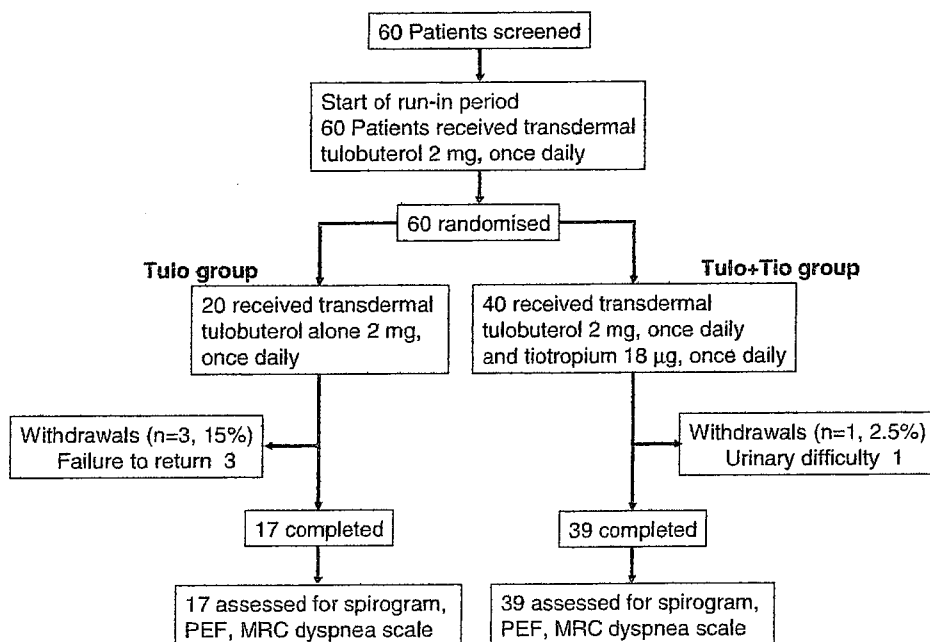 60 Patients screened
Start of run-in period
60 Patients received transdermal
tulobuterol 2 mg, once daily
60 randomised
Tulo group
Tulo+Tio group
20 received transdermal
tulobuterol alone 2 mg,
once daily
40 received transdermal
tulobuterol 2 mg, once daily
and tiotropium 18 µg, once daily
Withdrawals (n=3, 15%)
Failure to return 3
Withdrawals (n=1, 2.5%)
Urinary difficulty 1
17 completed
39 completed
17 assessed for spirogram,
PEF, MRC dyspnea scale
39 assessed for spirogram,
PEF, MRC dyspnea scale